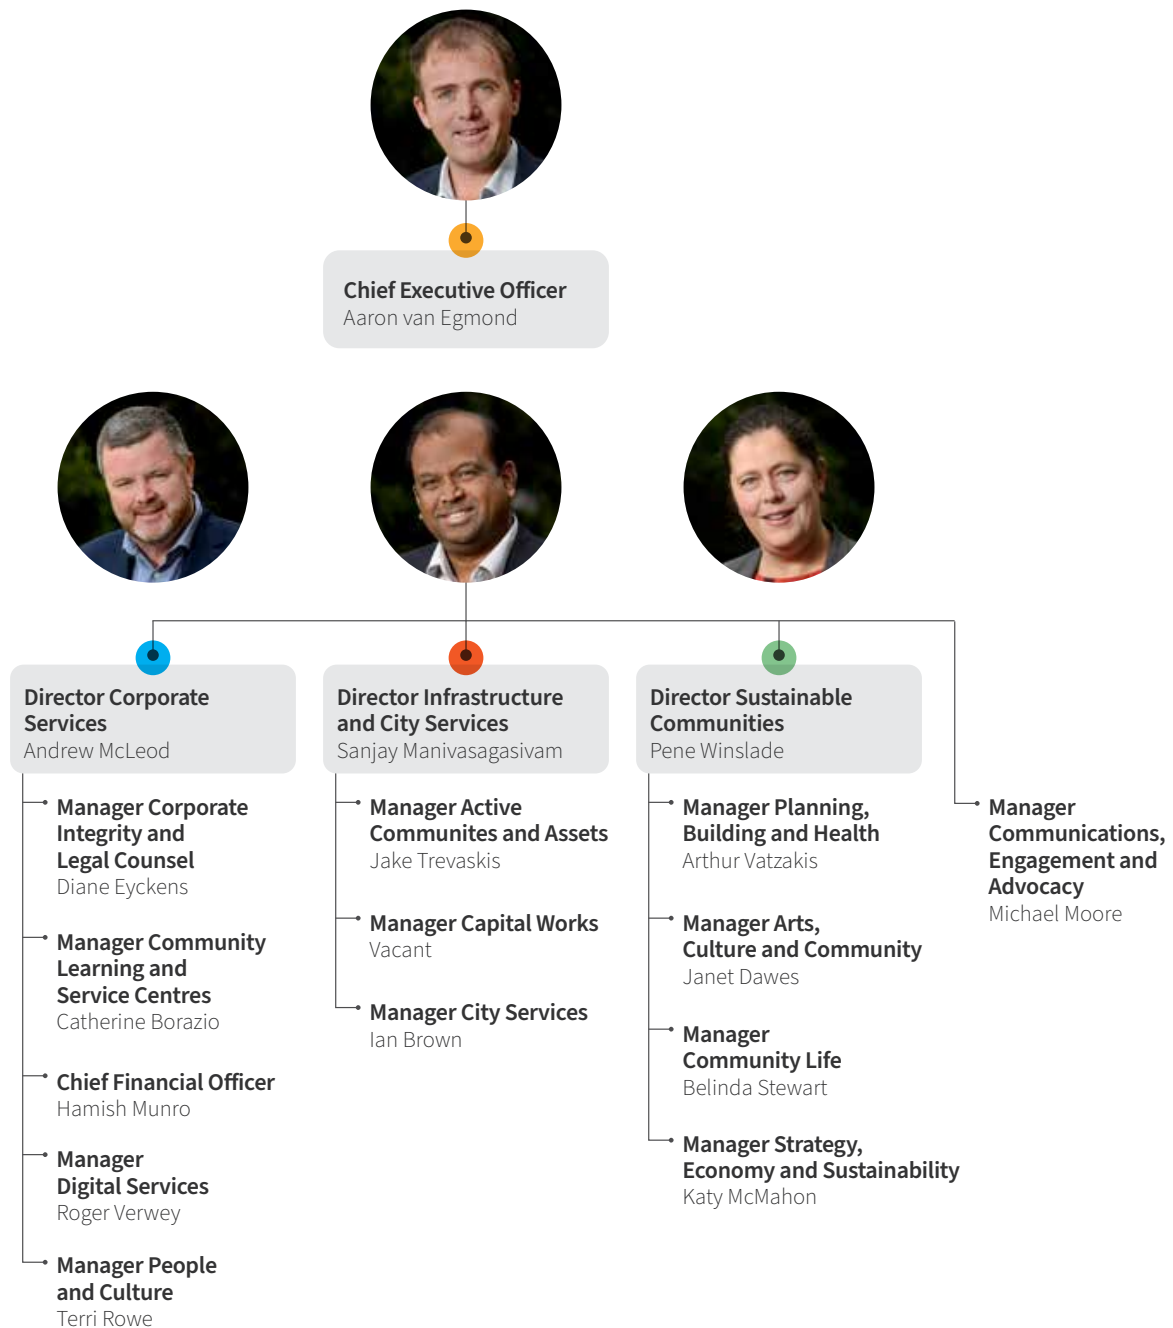 Chief Executive Officer
Aaron van Egmond
Director Corporate
Services
Andrew McLeod
Manager Corporate
Integrity and
Legal Counsel
Diane Eyckens
Manager Community
Learning and
Service Centres
Catherine Borazio
Chief Financial Officer
Hamish Munro
Manager
Digital Services
Roger Verwey
Manager People
and Culture
Terri Rowe
Director Infrastructure
and City Services
Sanjay Manivasagasivam
Manager Active
Communites and Assets
Jake Trevaskis
Manager Capital Works
Vacant
Manager City Services
Ian Brown
Director Sustainable
Communities
Pene Winslade
Manager Planning,
Building and Health
Arthur Vatzakis
Manager Arts,
Culture and Community
Janet Dawes
Manager
Community Life
Belinda Stewart
Manager Strategy,
Economy and Sustainability
Katy McMahon
Manager
Communications,
Engagement and
Advocacy
Michael Moore